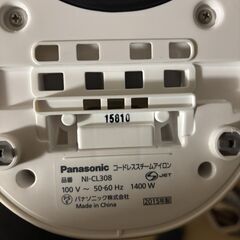 15810
Panasonic コードレススチームアイロン
品番 NI-CL308 JET
100 V ～ 50-60 Hz 1400 W
パナソニック株式会社 2015年製
Made in China